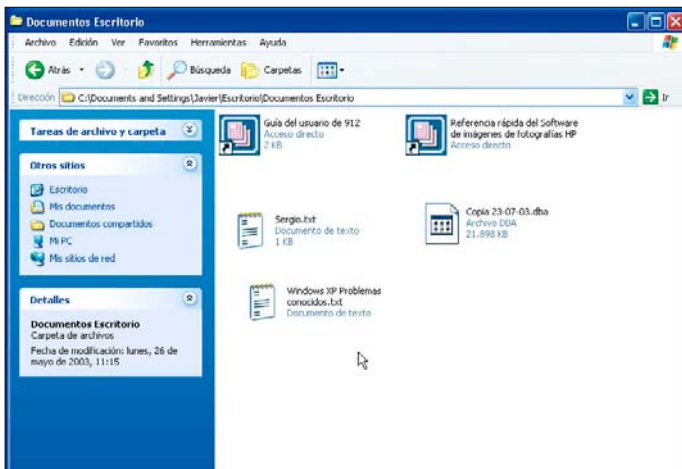 Documentos Escritorio
Archivo Edición Ver Favoritos Herramientas Ayuda
Atrás Búsqueda Carpetas
Dirección C:\Documents and Settings\Javier\Escritorio\Documentos Escritorio Ir
Tareas de archivo y carpeta
Otros sitios
Escritorio
Mis documentos
Documentos compartidos
Mi PC
Mis sitios de red
Detalles
Documentos Escritorio
Carpeta de archivos
Fecha de modificación: lunes, 26 de
mayo de 2003, 11:15
Guía del usuario de 912
Acceso directo
2 KB
Referencia rápida del Software
de imágenes de fotografías HP
Acceso directo
Sergio.txt
Documento de texto
1 KB
Copia 23-07-03.dba
Archivo DBA
21.898 KB
Windows XP Problemas
conocidos.txt
Documento de texto